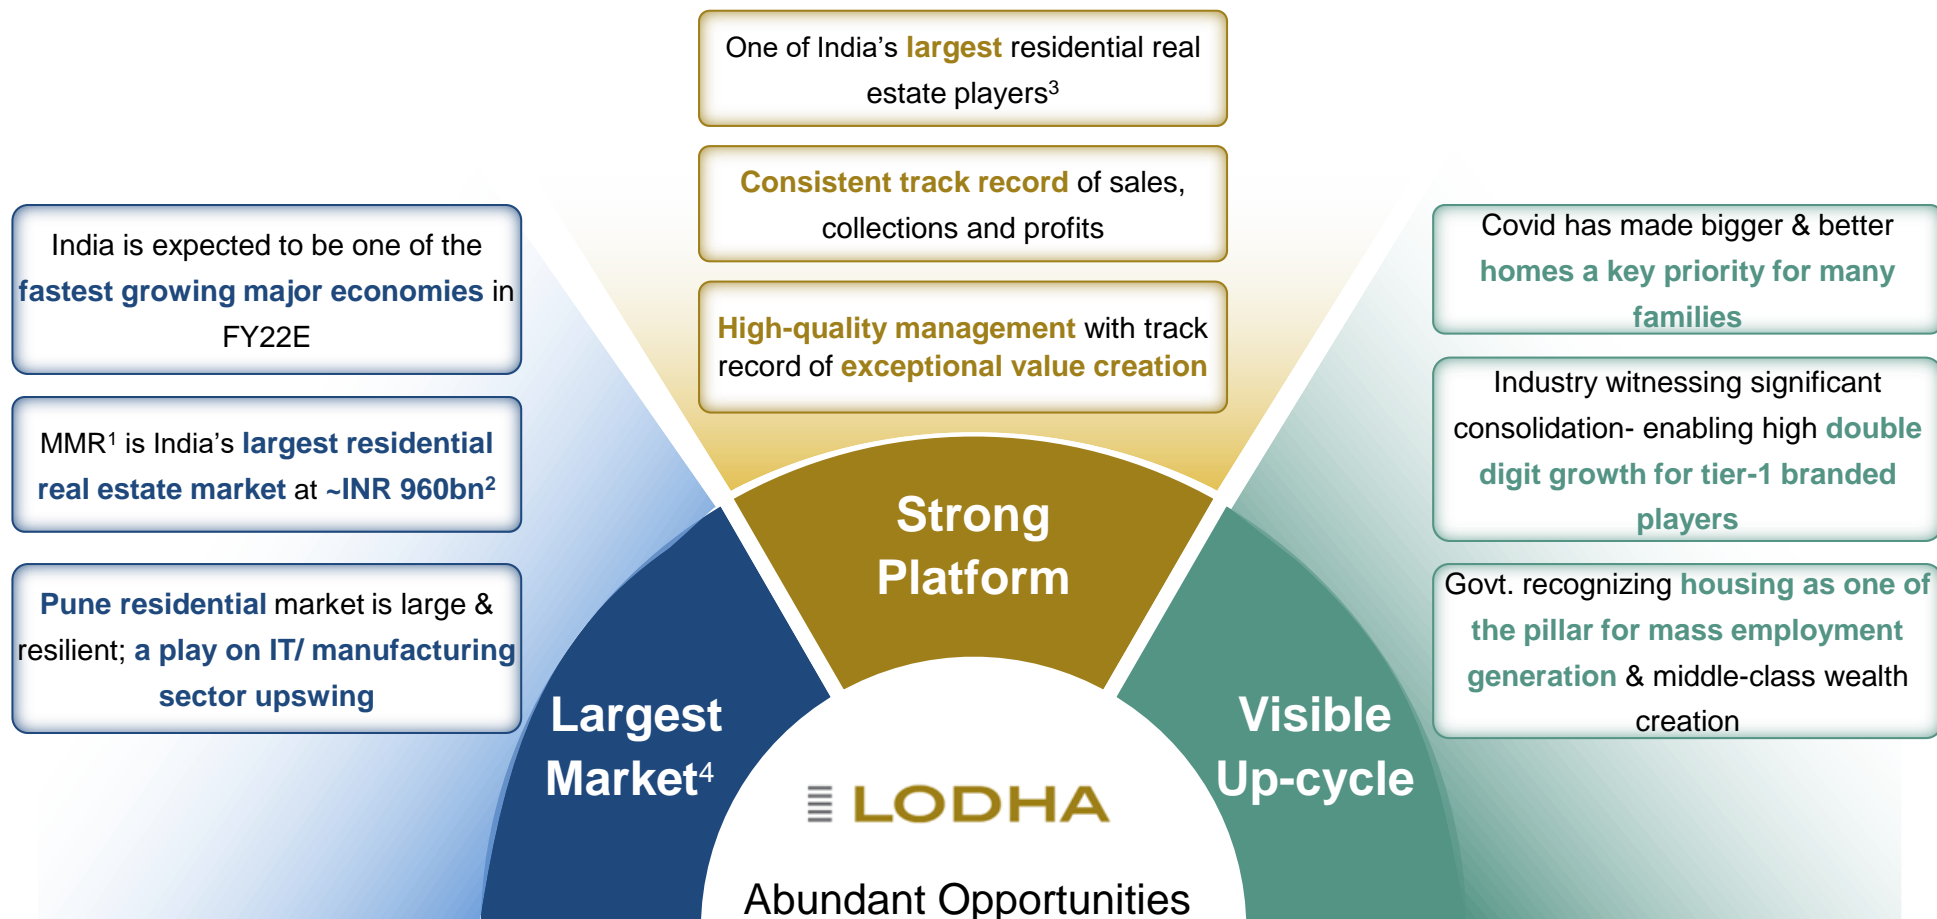 One of India’s largest residential real
estate players³
Consistent track record of sales,
collections and profits
High-quality management with track
record of exceptional value creation
India is expected to be one of the
fastest growing major economies in
FY22E
MMR¹ is India’s largest residential
real estate market at ~INR 960bn²
Pune residential market is large &
resilient; a play on IT/ manufacturing
sector upswing
Covid has made bigger & better
homes a key priority for many
families
Industry witnessing significant
consolidation- enabling high double
digit growth for tier-1 branded
players
Govt. recognizing housing as one of
the pillar for mass employment
generation & middle-class wealth
creation
Strong
Platform
Largest
Market⁴
Visible
Up-cycle
LODHA
Abundant Opportunities